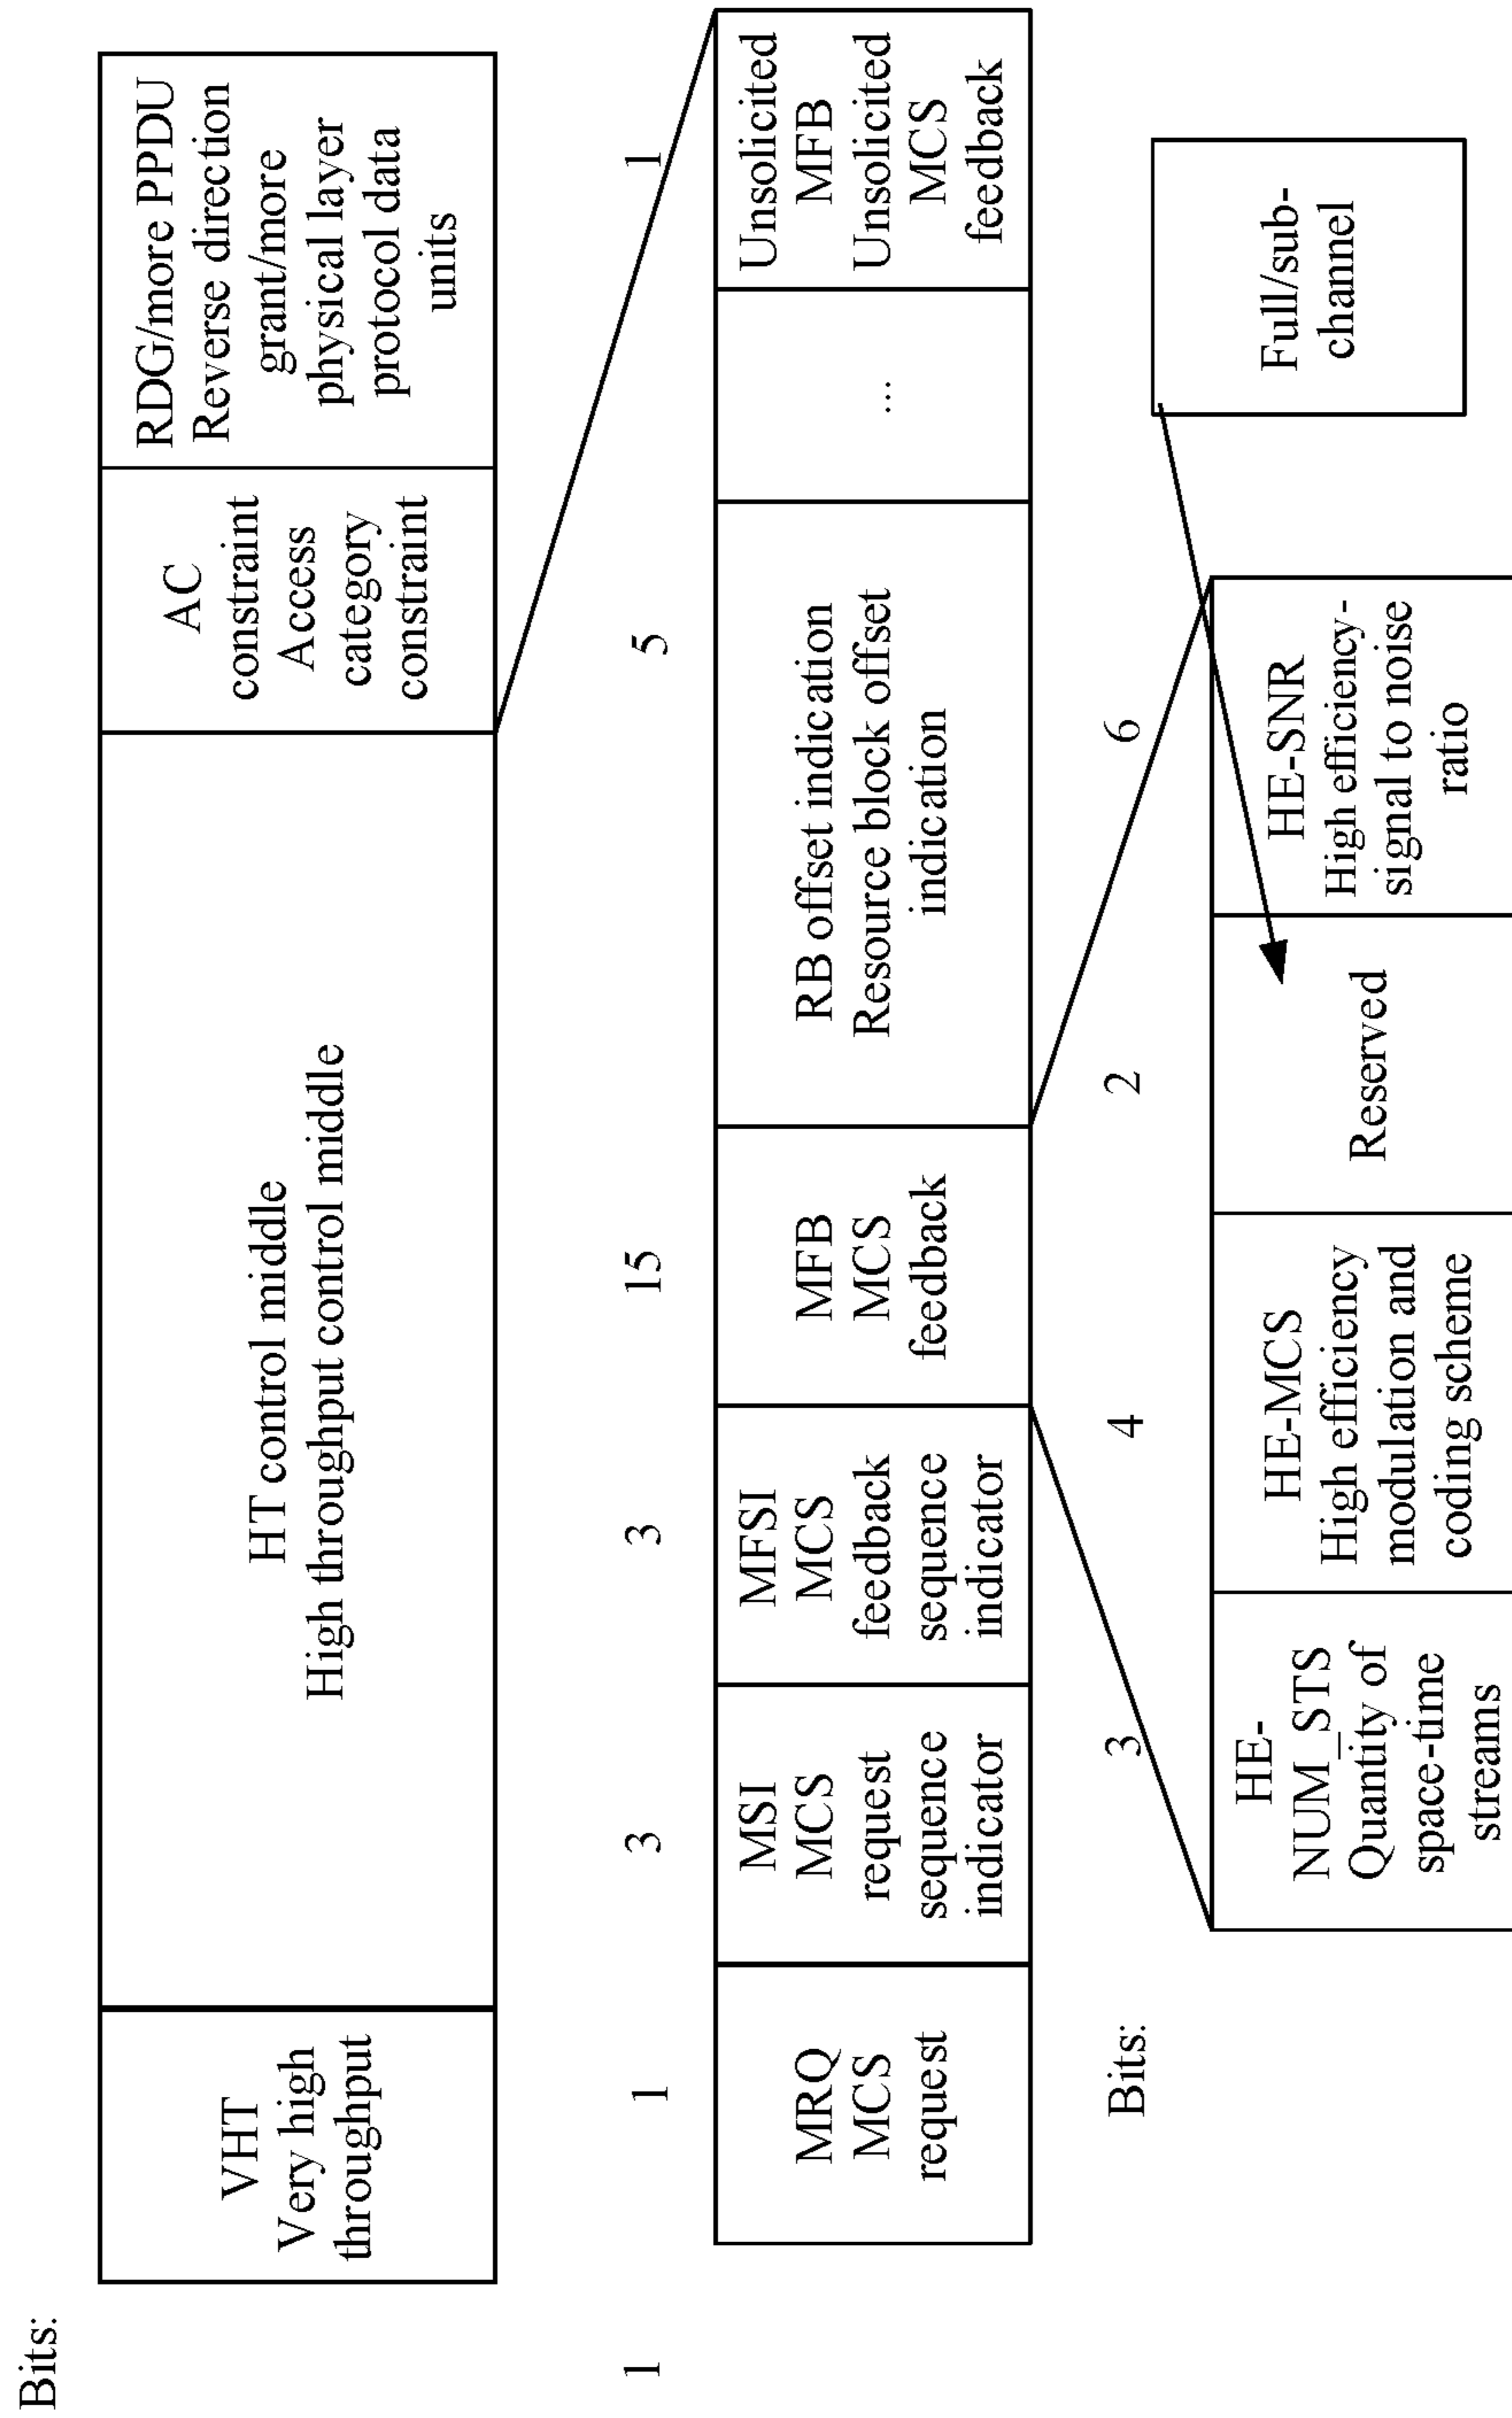 Bits:
VHT
Very high
throughput
HT control middle
High throughput control middle
AC
constraint
Access
category
constraint
RDG/more PPDU
Reverse direction
grant/more
physical layer
protocol data
units
1
1
3
3
15
5
1
MRQ
MCS
request
MSI
MCS
request
sequence
indicator
MFSI
MCS
feedback
sequence
indicator
MFB
MCS
feedback
RB offset indication
Resource block offset
indication
...
Unsolicited
MFB
Unsolicited
MCS
feedback
Bits:
3
4
2
6
HE-
NUM_STS
Quantity of
space-time
streams
HE-MCS
High efficiency
modulation and
coding scheme
Reserved
HE-SNR
High efficiency-
signal to noise
ratio
Full/sub-
channel